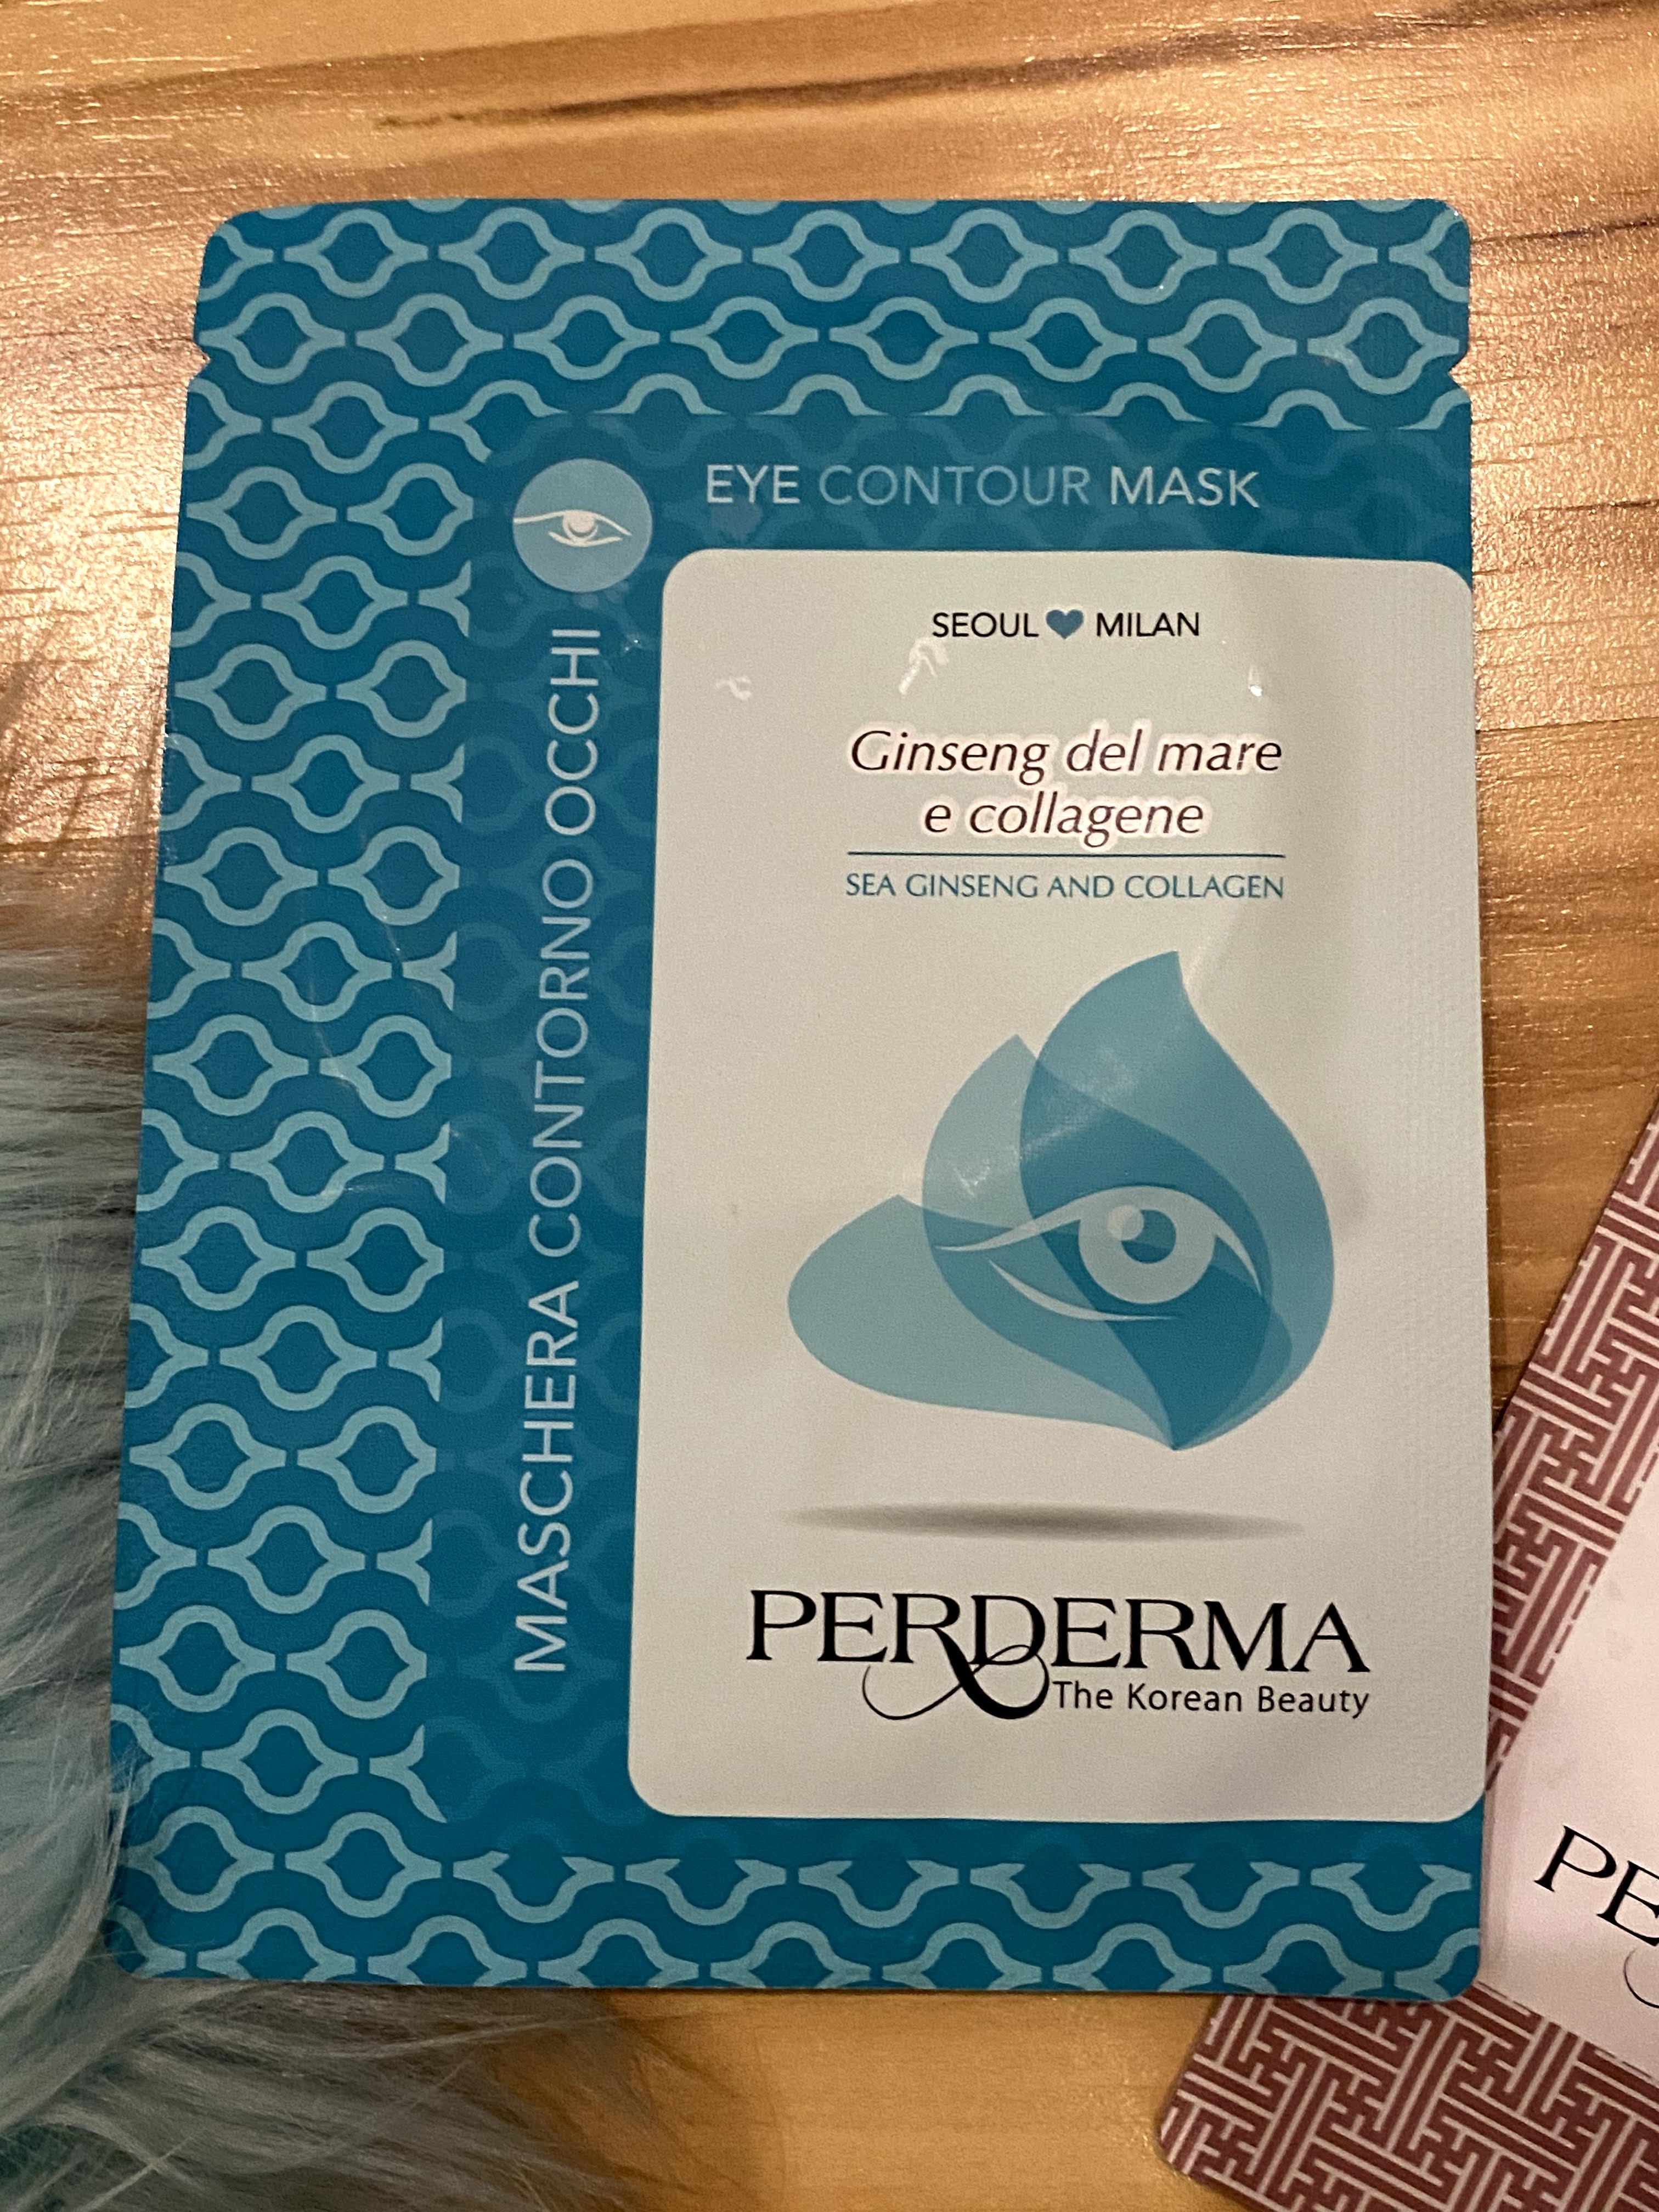 EYE CONTOUR MASK
MASCHERA CONTORNO OCCHI
SEOUL MILAN
Ginseng del mare
e collagene
SEA GINSENG AND COLLAGEN
PERDERMA
The Korean Beauty
PE